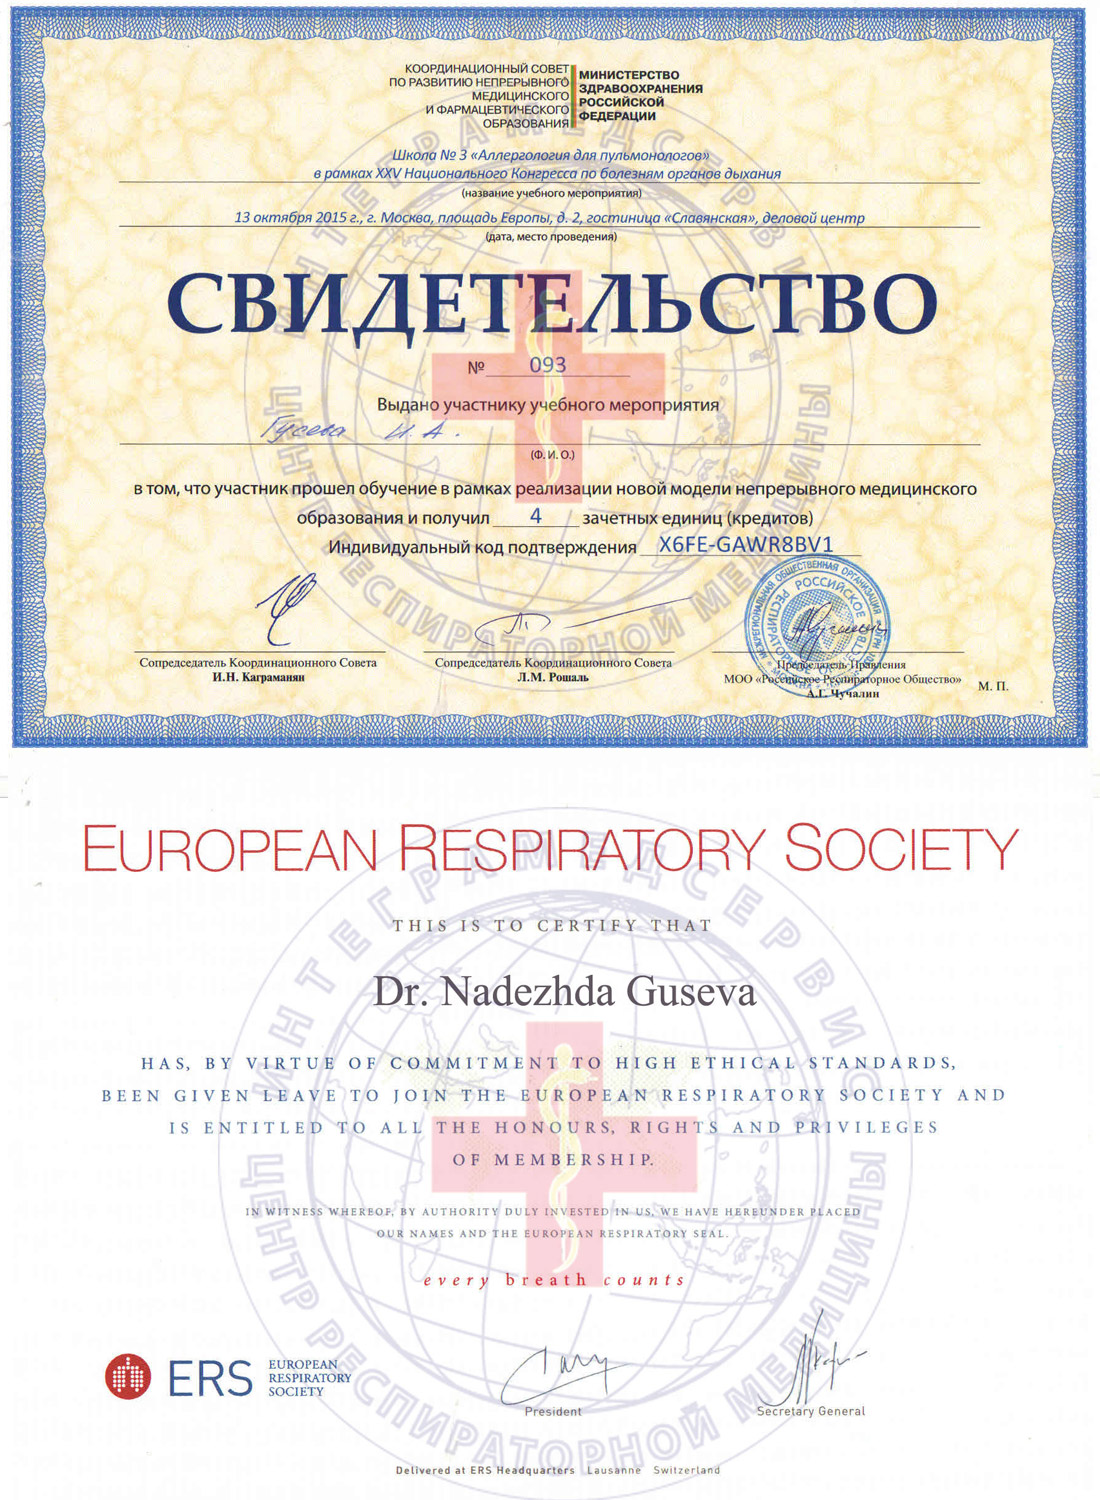 КООРДИНАЦИОННЫЙ СОВЕТ
ПО РАЗВИТИЮ НЕПРЕРЫВНОГО
МЕДИЦИНСКОГО
И ФАРМАЦЕВТИЧЕСКОГО
ОБРАЗОВАНИЯ
МИНИСТЕРСТВО
ЗДРАВООХРАНЕНИЯ
РОССИЙСКОЙ
ФЕДЕРАЦИИ
Школа № 3 «Аллергология для пульмонологов»
в рамках XXV Национального Конгресса по болезням органов дыхания
(название учебного мероприятия)
13 октября 2015 г., г. Москва, площадь Европы, д. 2, гостиница «Славянская», деловой центр
(дата, место проведения)
СВИДЕТЕЛЬСТВО
№ 093
Выдано участнику учебного мероприятия
Гусева Н. А.
(Ф. И. О.)
в том, что участник прошел обучение в рамках реализации новой модели непрерывного медицинского
образования и получил 4 зачетных единиц (кредитов)
Индивидуальный код подтверждения X6FE-GAWR8BV1
Сопредседатель Координационного Совета
И.Н. Каграманян
Сопредседатель Координационного Совета
Л.М. Рошаль
МЕЖРЕГИОНАЛЬНАЯ ОБЩЕСТВЕННАЯ ОРГАНИЗАЦИЯ
РОССИЙСКОЕ РЕСПИРАТОРНОЕ ОБЩЕСТВО
Председатель Правления
МОО «Российское Респираторное Общество»
А.Г. Чучалин
М. П.
ИНТЕГРАМЕДСЕРВИС
ЦЕНТР РЕСПИРАТОРНОЙ МЕДИЦИНЫ
EUROPEAN RESPIRATORY SOCIETY
THIS IS TO CERTIFY THAT
Dr. Nadezhda Guseva
HAS, BY VIRTUE OF COMMITMENT TO HIGH ETHICAL STANDARDS,
BEEN GIVEN LEAVE TO JOIN THE EUROPEAN RESPIRATORY SOCIETY AND
IS ENTITLED TO ALL THE HONOURS, RIGHTS AND PRIVILEGES
OF MEMBERSHIP.
IN WITNESS WHEREOF, BY AUTHORITY DULY INVESTED IN US, WE HAVE HEREUNDER PLACED
OUR NAMES AND THE EUROPEAN RESPIRATORY SEAL.
every breath counts
ERS
EUROPEAN
RESPIRATORY
SOCIETY
President
Secretary General
Delivered at ERS Headquarters Lausanne Switzerland
ИНТЕГРАМЕДСЕРВИС
ЦЕНТР РЕСПИРАТОРНОЙ МЕДИЦИНЫ